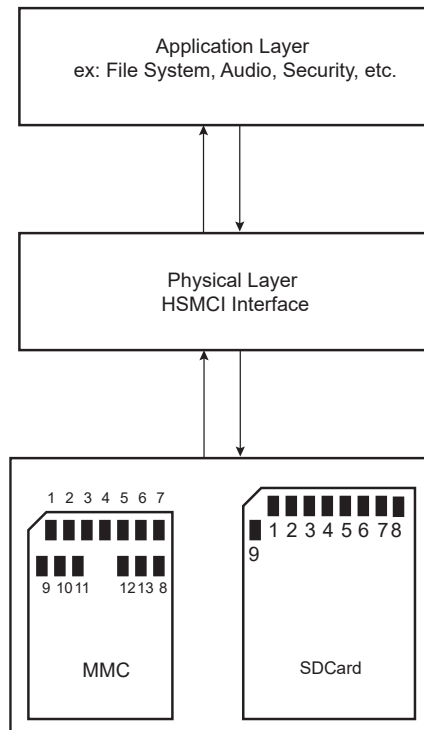 Application Layer
ex: File System, Audio, Security, etc.
Physical Layer
HSMCI Interface
1 2 3 4 5 6 7
9 10 11 12 13 8
MMC
1 2 3 4 5 6 7 8
9
SDCard